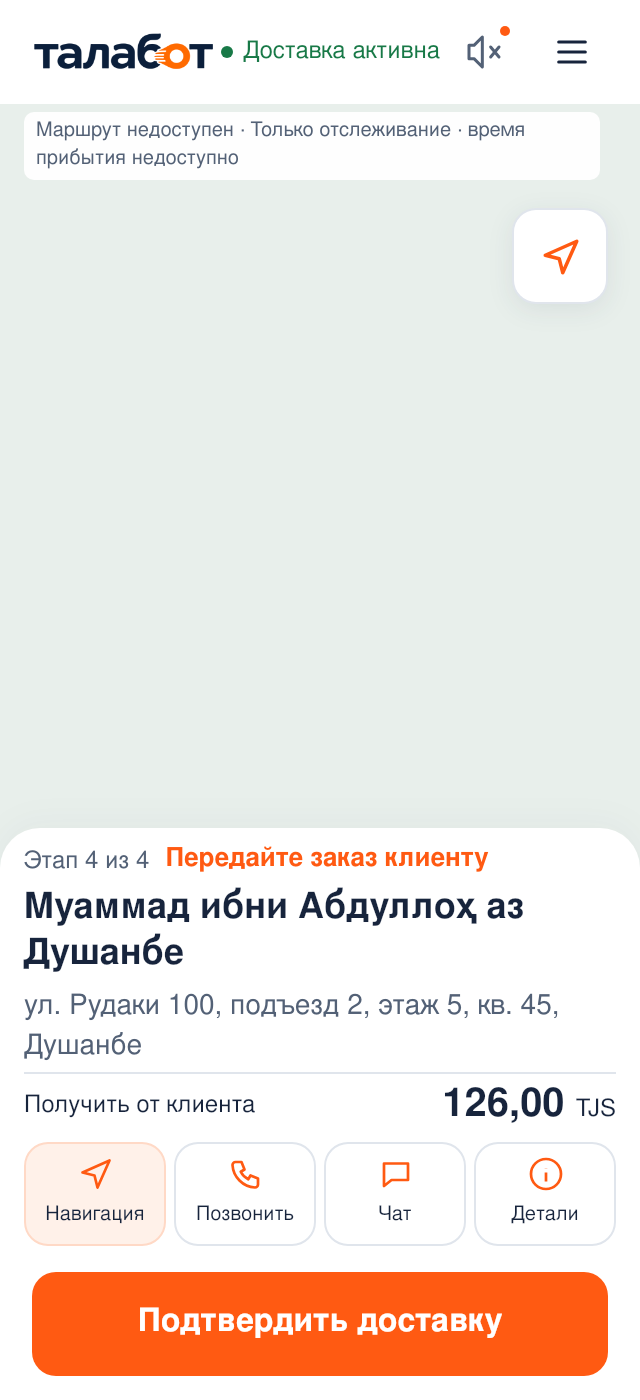 талабот
Доставка активна
Маршрут недоступен · Только отслеживание · время
прибытия недоступно
Этап 4 из 4 Передайте заказ клиенту
Муаммад ибни Абдуллоҳ аз
Душанбе
ул. Рудаки 100, подъезд 2, этаж 5, кв. 45,
Душанбе
Получить от клиента 126,00 TJS
Навигация Позвонить Чат Детали
Подтвердить доставку